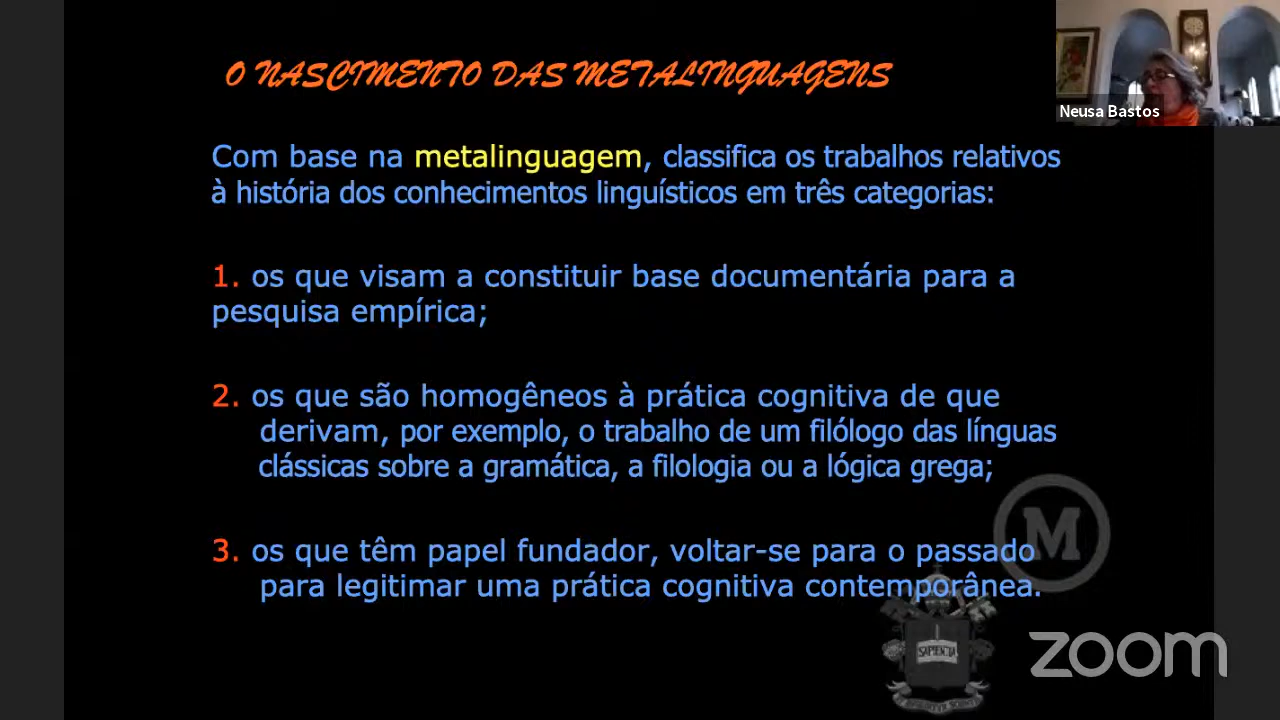 O NASCIMENTO DAS METALINGUAGENS
Neusa Bastos
Com base na metalinguagem, classifica os trabalhos relativos
à história dos conhecimentos linguísticos em três categorias:
1. os que visam a constituir base documentária para a
pesquisa empírica;
2. os que são homogêneos à prática cognitiva de que
derivam, por exemplo, o trabalho de um filólogo das línguas
clássicas sobre a gramática, a filologia ou a lógica grega;
3. os que têm papel fundador, voltar-se para o passado
para legitimar uma prática cognitiva contemporânea.
M
SAPIENTIA
zoom